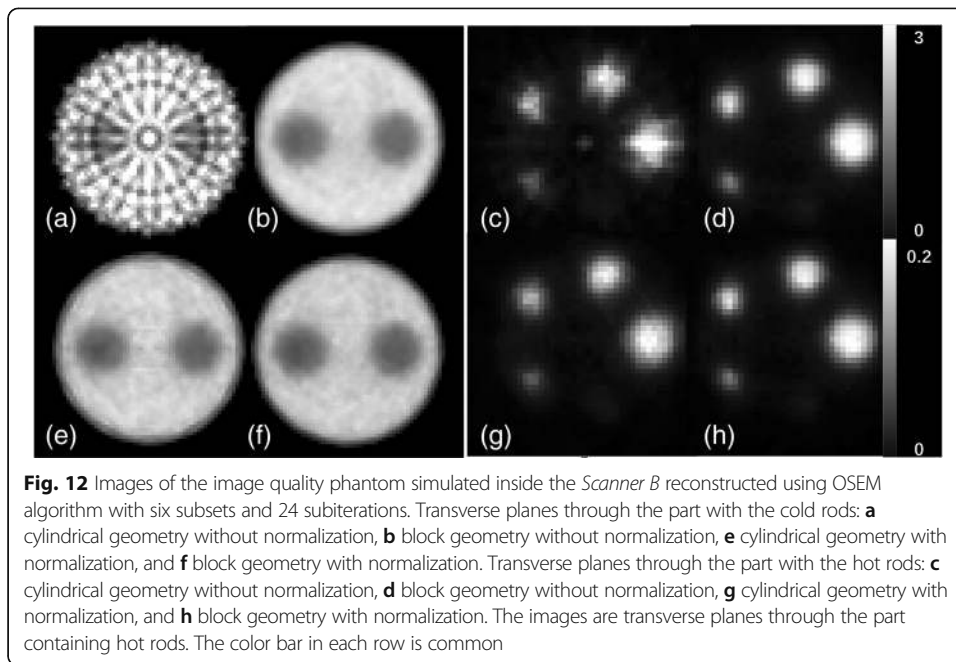 3
(a) (b) (c) (d)
0
0.2
(e) (f) (g) (h)
0
Fig. 12 Images of the image quality phantom simulated inside the Scanner B reconstructed using OSEM
algorithm with six subsets and 24 subiterations. Transverse planes through the part with the cold rods: a
cylindrical geometry without normalization, b block geometry without normalization, e cylindrical geometry with
normalization, and f block geometry with normalization. Transverse planes through the part with the hot rods: c
cylindrical geometry without normalization, d block geometry without normalization, g cylindrical geometry with
normalization, and h block geometry with normalization. The images are transverse planes through the part
containing hot rods. The color bar in each row is common